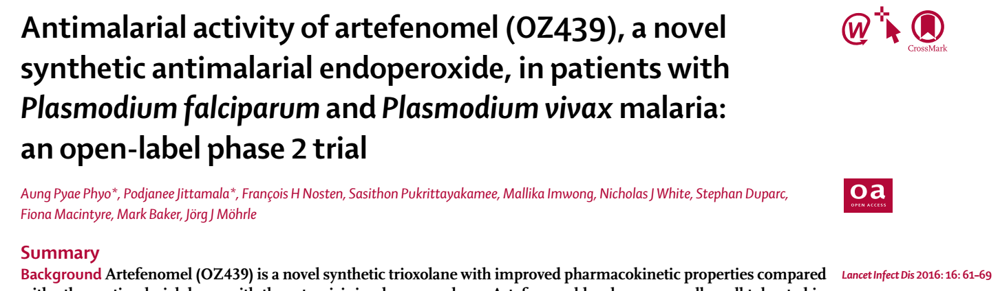 Antimalarial activity of artefenomel (OZ439), a novel
synthetic antimalarial endoperoxide, in patients with
Plasmodium falciparum and Plasmodium vivax malaria:
an open-label phase 2 trial
W
CrossMark
Aung Pyae Phyo*, Podjanee Jittamala*, François H Nosten, Sasithon Pukrittayakamee, Mallika Imwong, Nicholas J White, Stephan Duparc,
Fiona Macintyre, Mark Baker, Jörg J Möhrle
oa
OPEN ACCESS
Summary
Background Artefenomel (OZ439) is a novel synthetic trioxolane with improved pharmacokinetic properties compared
Lancet Infect Dis 2016; 16: 61–69